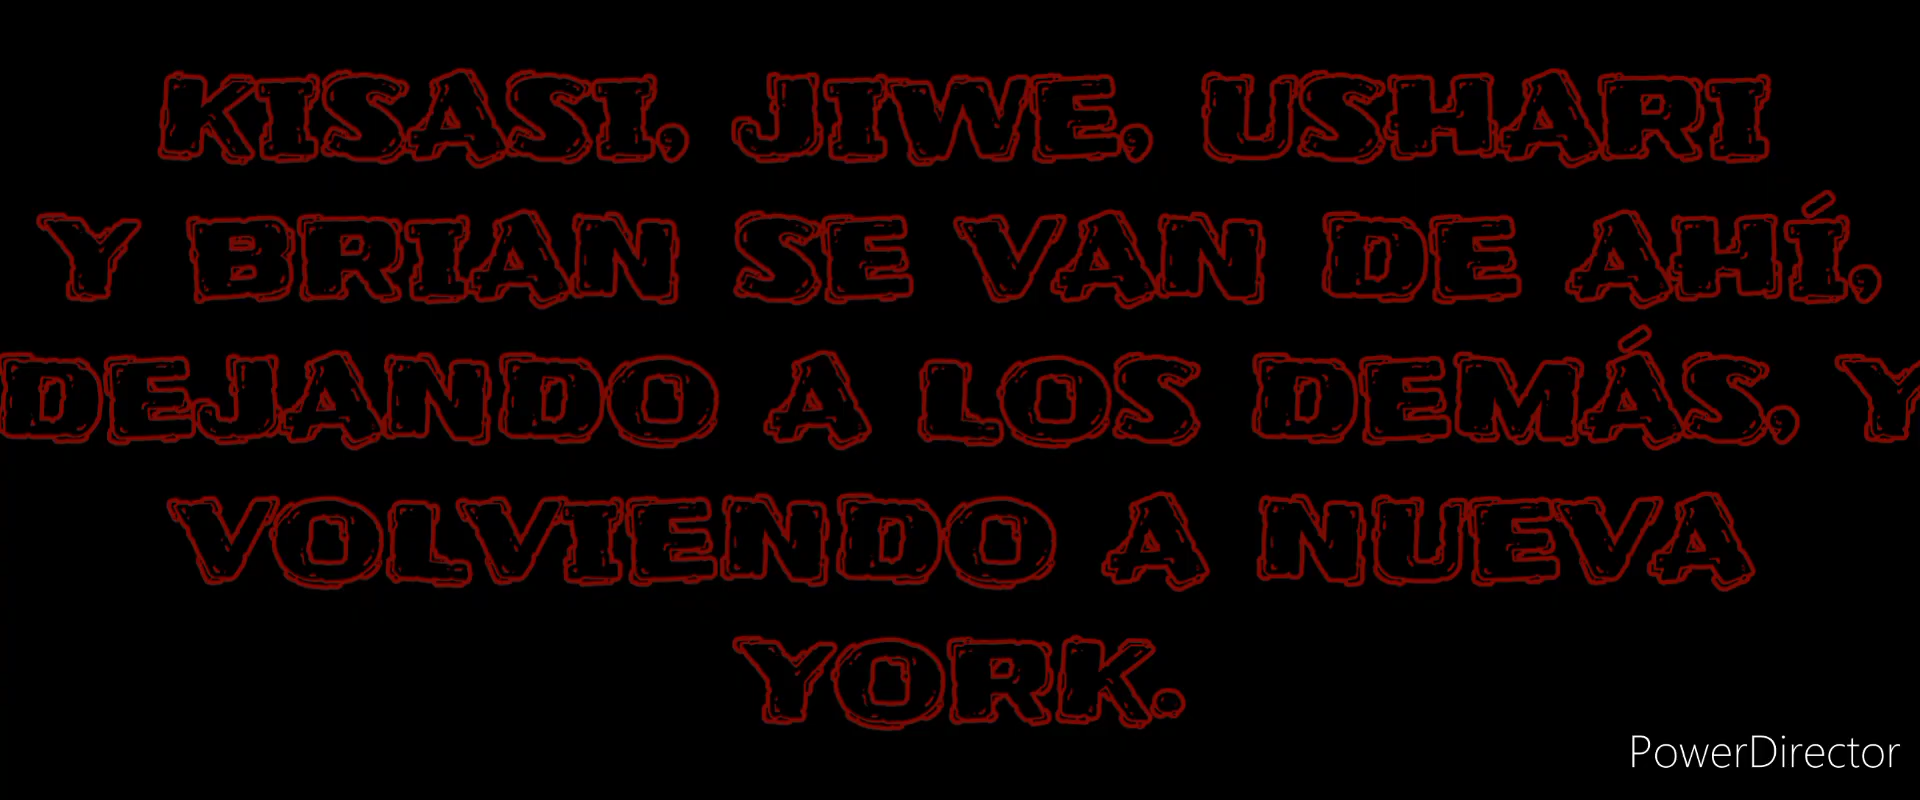 KISASI, JIWE, USHARI
Y BRIAN SE VAN DE AHÍ,
DEJANDO A LOS DEMÁS, Y
VOLVIENDO A NUEVA
YORK.
PowerDirector